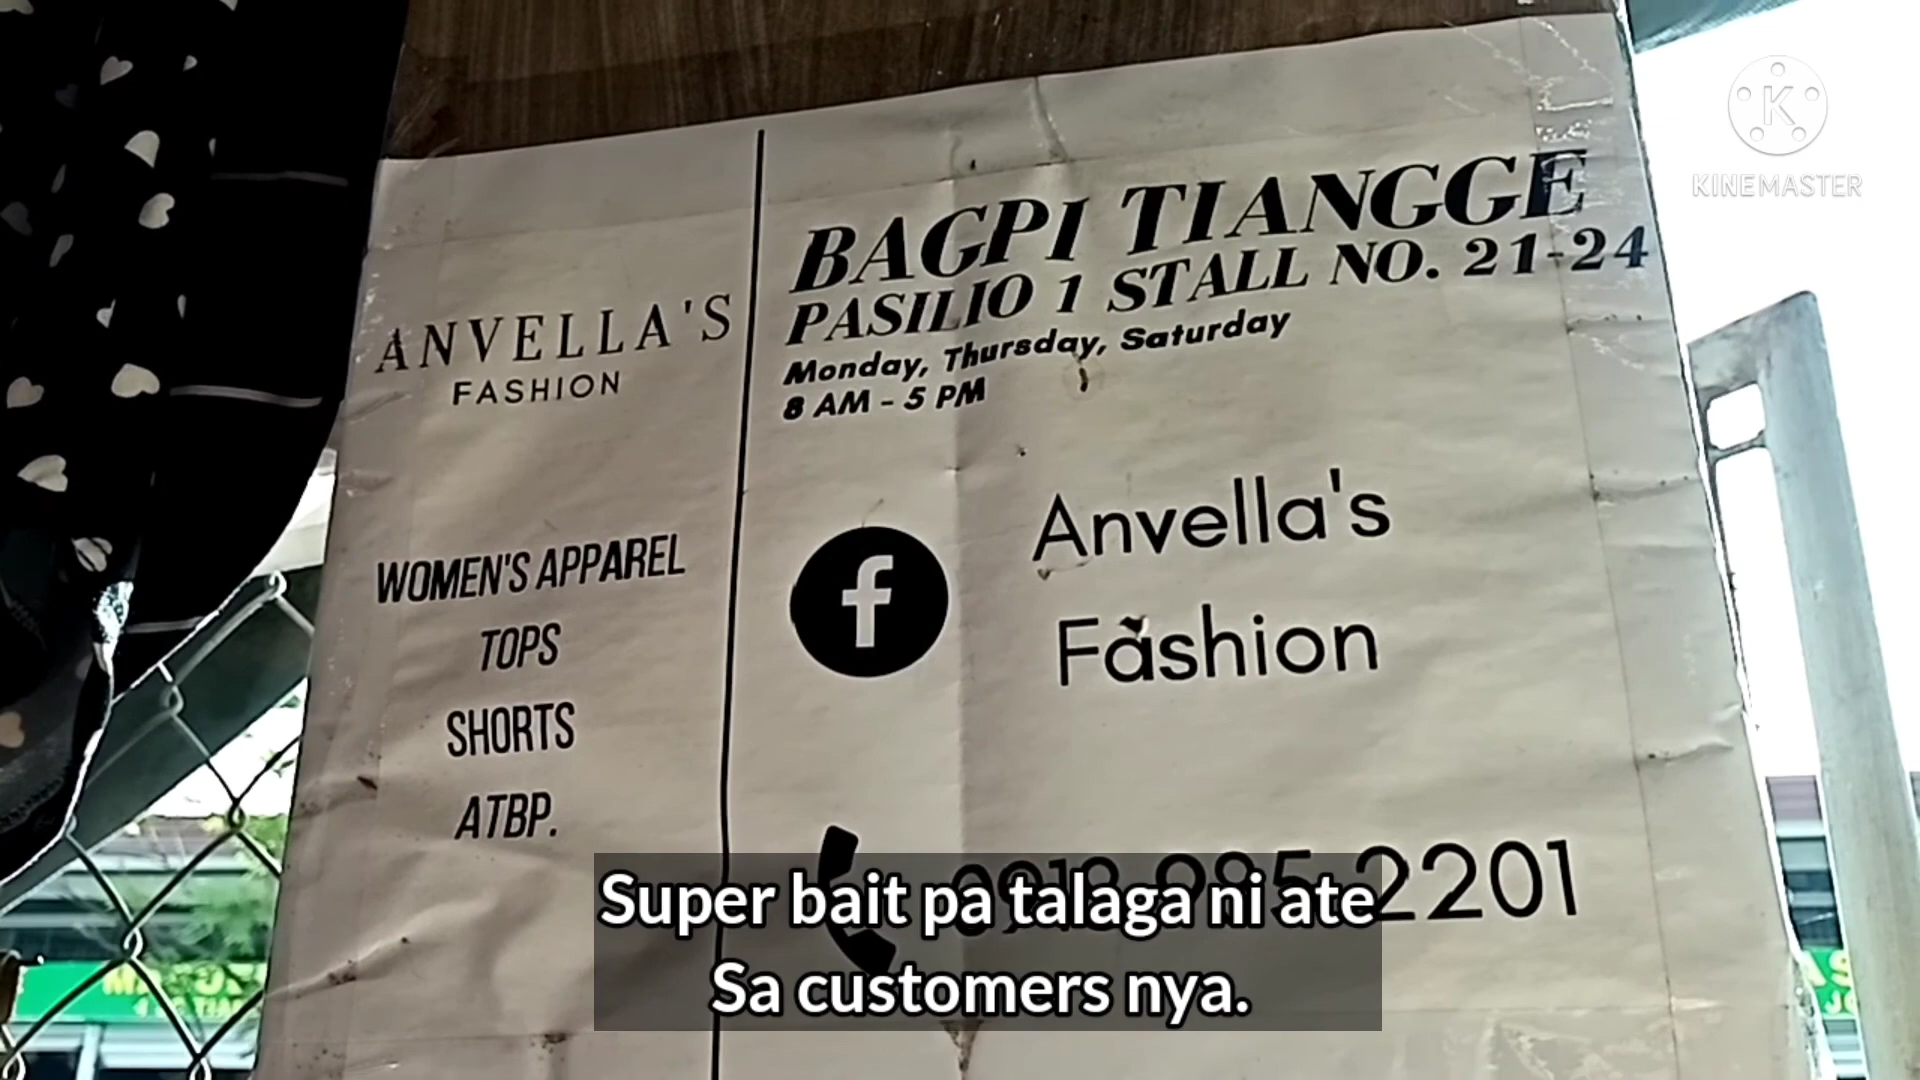 KINEMASTER
ANVELLA'S
FASHION
WOMEN'S APPAREL
TOPS
SHORTS
ATBP.
BAGPI TIANGGE
PASILIO 1 STALL NO. 21-24
Monday, Thursday, Saturday
8 AM - 5 PM
Anvella's
Fashion
2201
Super bait pa talaga ni ate
Sa customers nya.